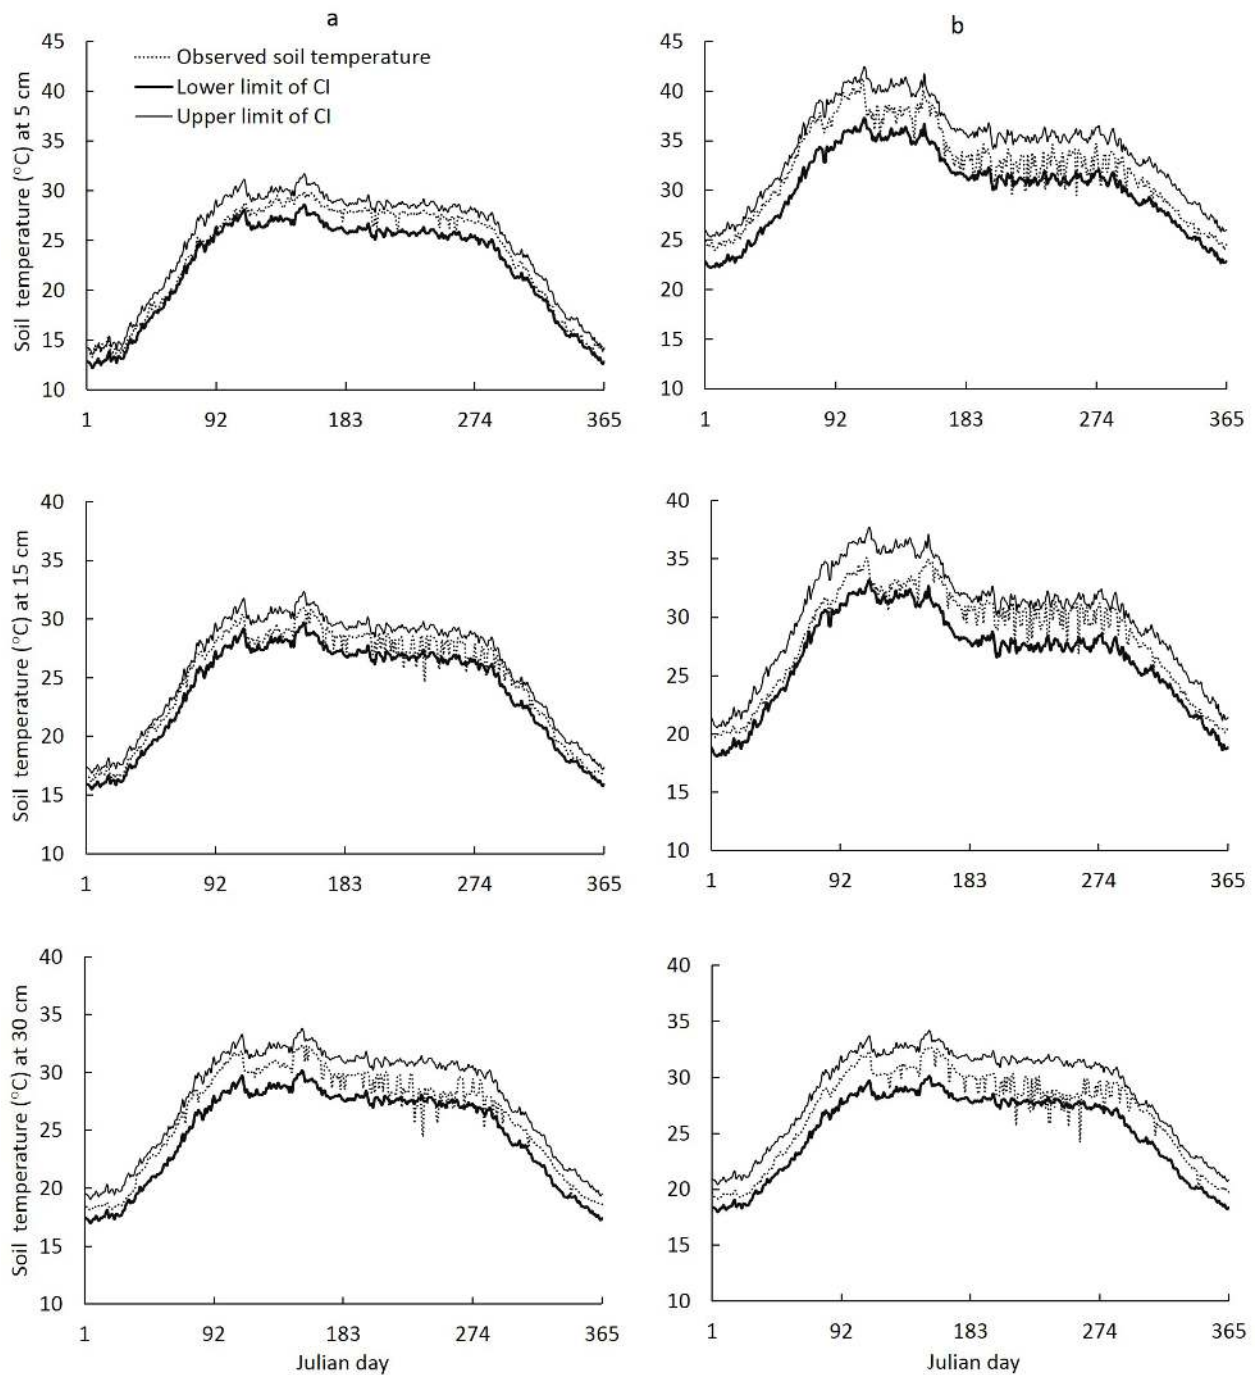 a
b
45
40
35
30
25
20
15
10
Soil temperature (°C) at 5 cm
Observed soil temperature
Lower limit of CI
Upper limit of CI
1 92 183 274 365
45
40
35
30
25
20
15
10
1 92 183 274 365
40
35
30
25
20
15
10
Soil temperature (°C) at 15 cm
1 92 183 274 365
40
35
30
25
20
15
10
1 92 183 274 365
40
35
30
25
20
15
10
Soil temperature (°C) at 30 cm
1 92 183 274 365
Julian day
40
35
30
25
20
15
10
1 92 183 274 365
Julian day